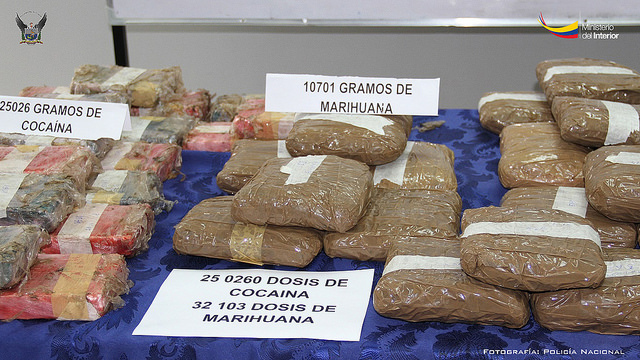 Ministerio
del Interior
25026 GRAMOS DE
COCAÍNA
10701 GRAMOS DE
MARIHUANA
25 0260 DOSIS DE
COCAINA
32 103 DOSIS DE
MARIHUANA
FOTOGRAFÍA: POLICÍA NACIONAL